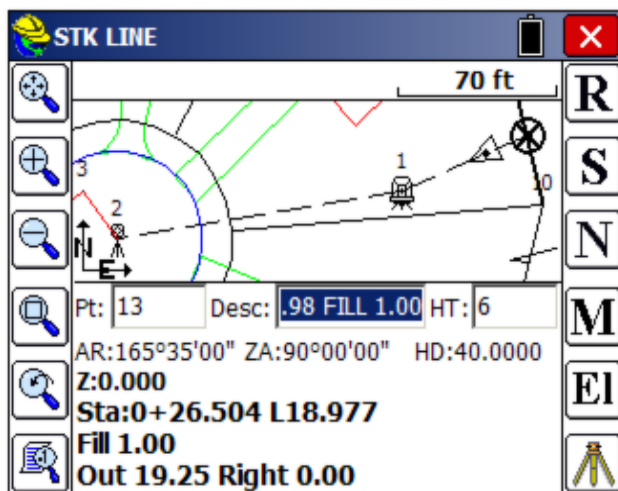 STK LINE
70 ft
R
S
N
M
El
1
10
3
2
N
E
Pt: 13 Desc: .98 FILL 1.00 HT: 6
AR:165°35'00" ZA:90°00'00" HD:40.0000
Z:0.000
Sta:0+26.504 L18.977
Fill 1.00
Out 19.25 Right 0.00